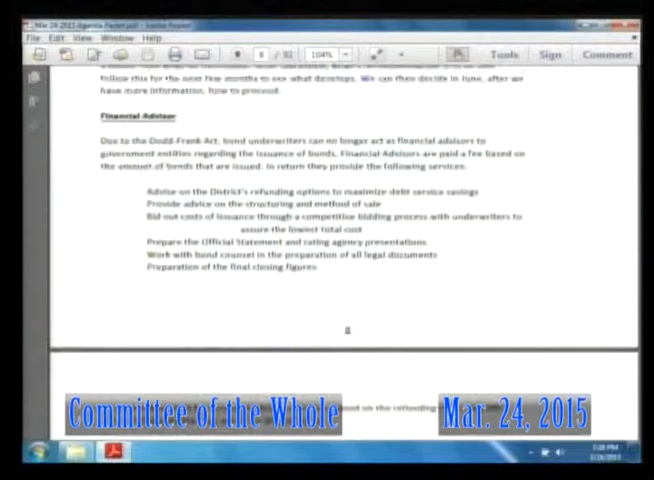 Mar 24 2015 Agenda Packet.pdf - Adobe Reader
File Edit View Window Help
8 / 92 104% Tools Sign Comment
follow this for the next few months to see what develops. We can then decide in June, after we
have more information, how to proceed.
Financial Advisor
Due to the Dodd-Frank Act, bond underwriters can no longer act as financial advisors to
government entities regarding the issuance of bonds. Financial Advisors are paid a fee based on
the amount of bonds that are issued. In return they provide the following services:
Advise on the District's refunding options to maximize debt service savings
Provide advice on the structuring and method of sale
Bid out costs of issuance through a competitive bidding process with underwriters to
assure the lowest total cost
Prepare the Official Statement and rating agency presentations
Work with bond counsel in the preparation of all legal documents
Preparation of the final closing figures
8
on the refunding
Committee of the Whole Mar. 24, 2015